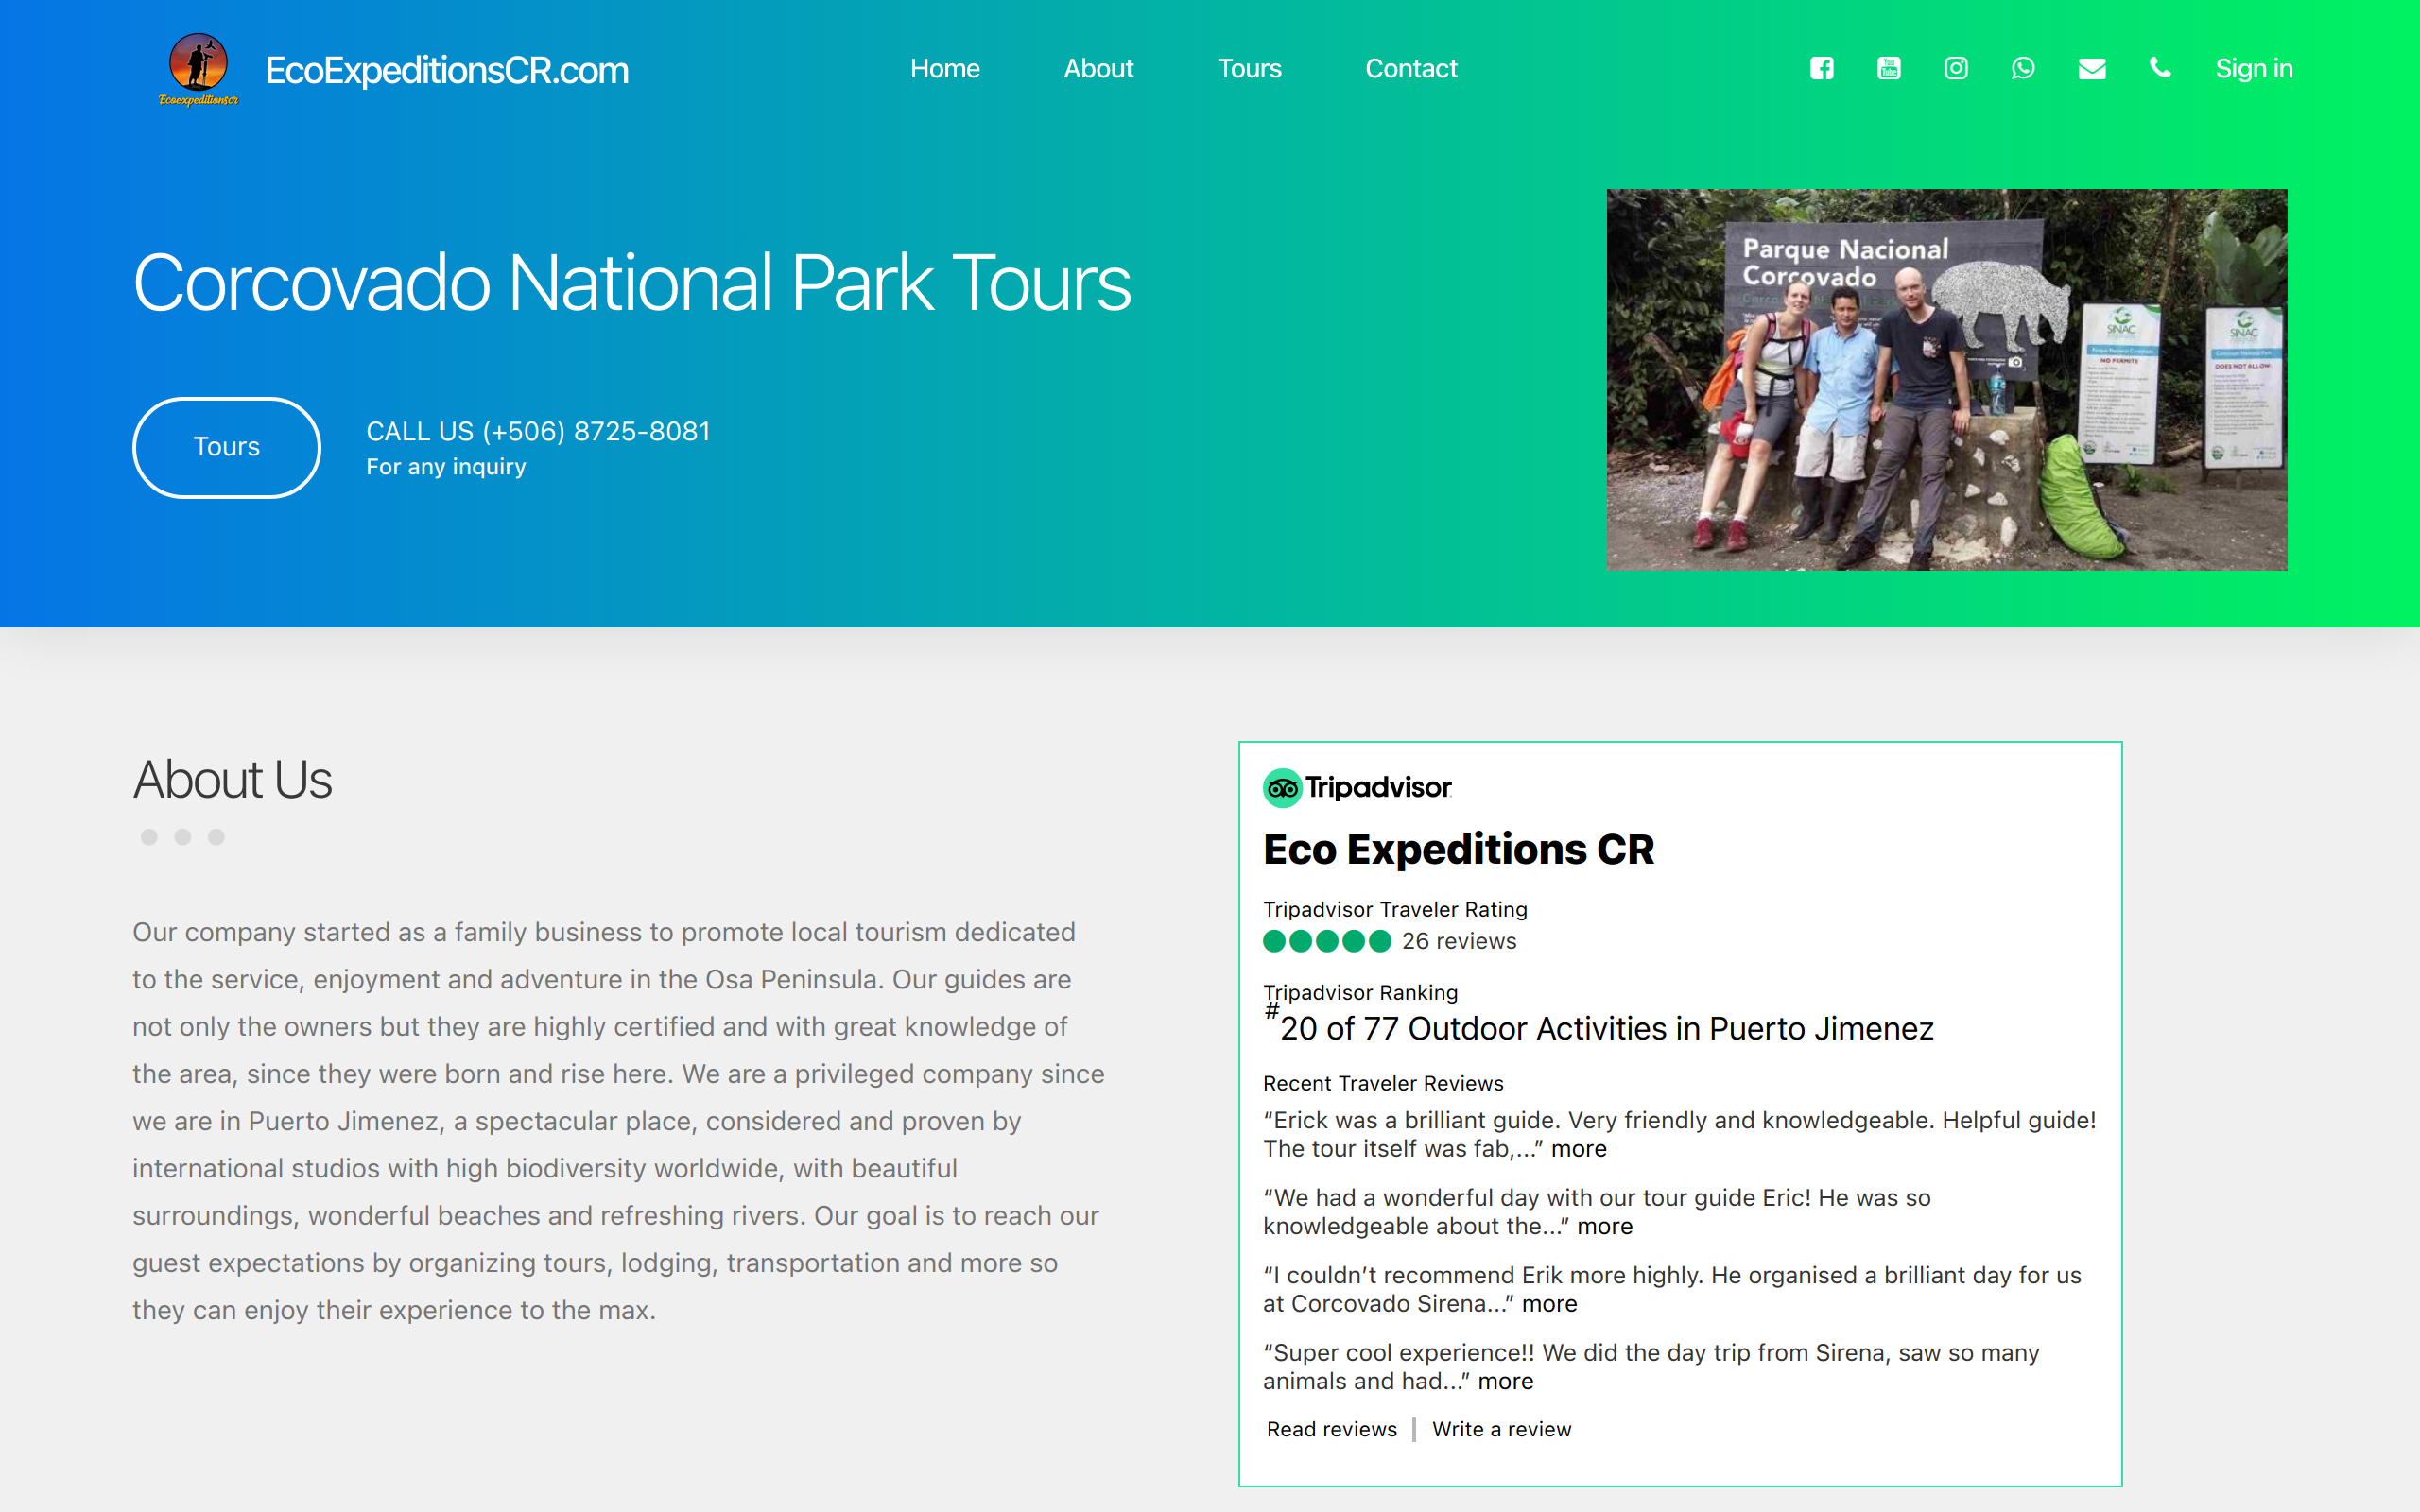 Ecoexpeditionscr
EcoExpeditionsCR.com
Home
About
Tours
Contact
Sign in
Corcovado National Park Tours
Tours
CALL US (+506) 8725-8081
For any inquiry
Parque Nacional
Corcovado
SINAC
NO PERMITE
SINAC
DOES NOT ALLOW:
About Us
Our company started as a family business to promote local tourism dedicated
to the service, enjoyment and adventure in the Osa Peninsula. Our guides are
not only the owners but they are highly certified and with great knowledge of
the area, since they were born and rise here. We are a privileged company since
we are in Puerto Jimenez, a spectacular place, considered and proven by
international studios with high biodiversity worldwide, with beautiful
surroundings, wonderful beaches and refreshing rivers. Our goal is to reach our
guest expectations by organizing tours, lodging, transportation and more so
they can enjoy their experience to the max.
Tripadvisor
Eco Expeditions CR
Tripadvisor Traveler Rating
26 reviews
Tripadvisor Ranking
#20 of 77 Outdoor Activities in Puerto Jimenez
Recent Traveler Reviews
“Erick was a brilliant guide. Very friendly and knowledgeable. Helpful guide!
The tour itself was fab,...” more
“We had a wonderful day with our tour guide Eric! He was so
knowledgeable about the...” more
“I couldn’t recommend Erik more highly. He organised a brilliant day for us
at Corcovado Sirena...” more
“Super cool experience!! We did the day trip from Sirena, saw so many
animals and had...” more
Read reviews | Write a review